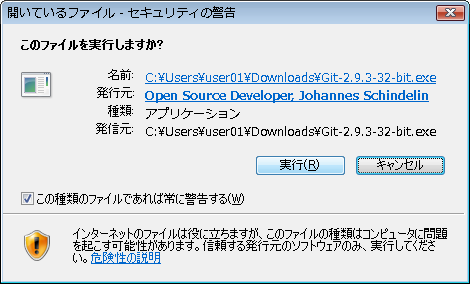 開いているファイル - セキュリティの警告
このファイルを実行しますか?
名前: C:¥Users¥user01¥Downloads¥Git-2.9.3-32-bit.exe
発行元: Open Source Developer, Johannes Schindelin
種類: アプリケーション
発信元: C:¥Users¥user01¥Downloads¥Git-2.9.3-32-bit.exe
実行(R) キャンセル
この種類のファイルであれば常に警告する(W)
インターネットのファイルは役に立ちますが、このファイルの種類はコンピュータに問題
を起こす可能性があります。信頼する発行元のソフトウェアのみ、実行してくださ
い。危険性の説明